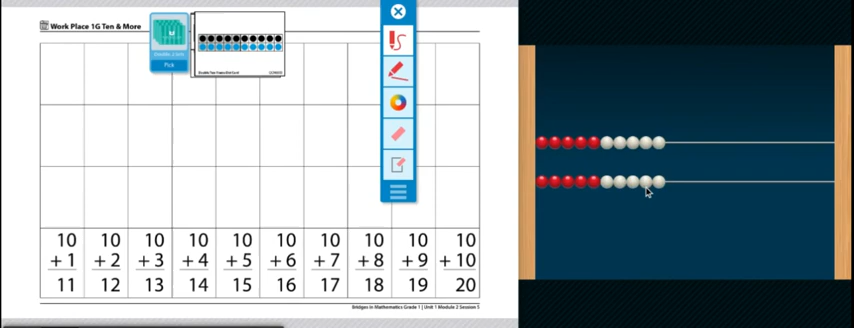 Work Place 1G Ten & More
Pick
10 10 10 10 10 10 10 10 10 10
+ 1 + 2 + 3 + 4 + 5 + 6 + 7 + 8 + 9 + 10
11 12 13 14 15 16 17 18 19 20
Bridges in Mathematics Grade 1 | Unit 1 Module 2 Session 5